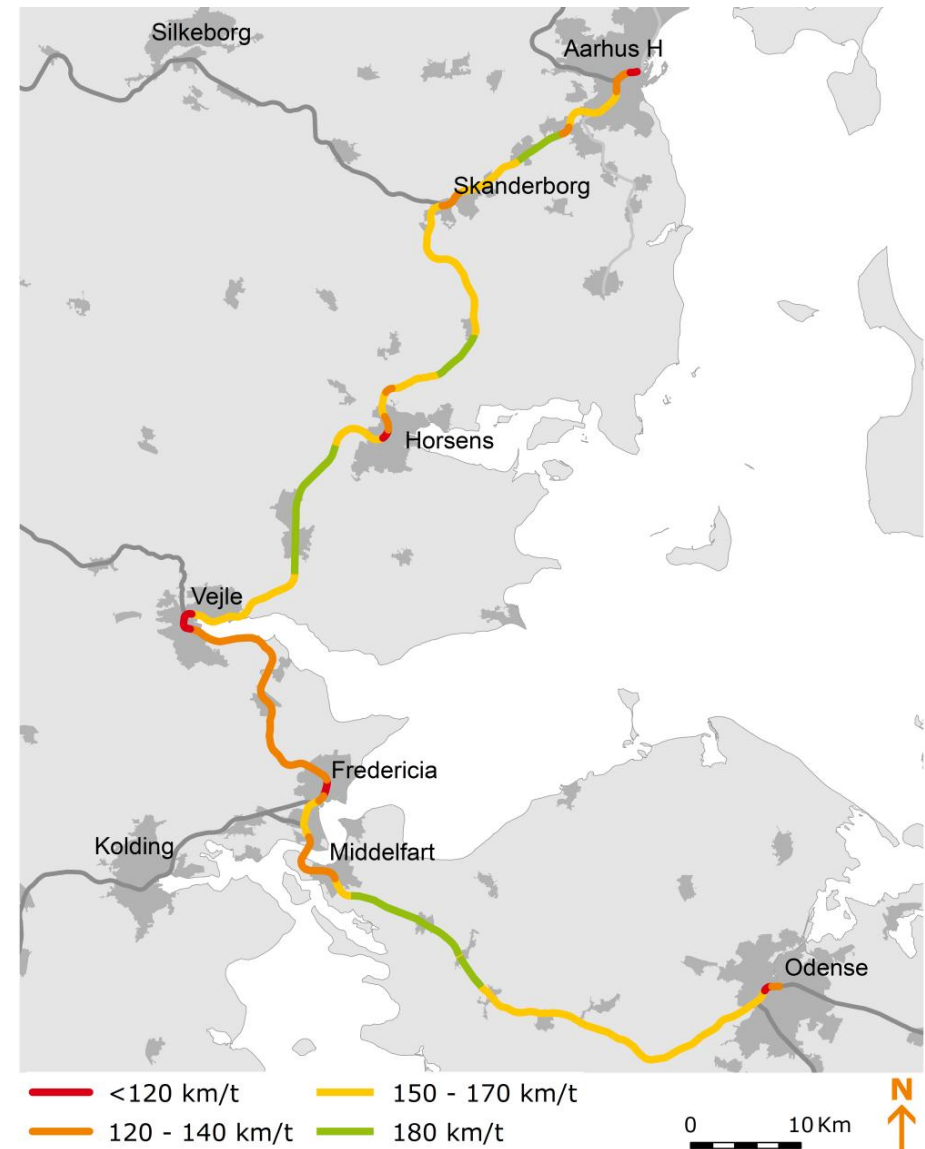 Silkeborg
Aarhus H
Skanderborg
Horsens
Vejle
Fredericia
Kolding
Middelfart
Odense
<120 km/t
150 - 170 km/t
120 - 140 km/t
180 km/t
0 10 Km
N